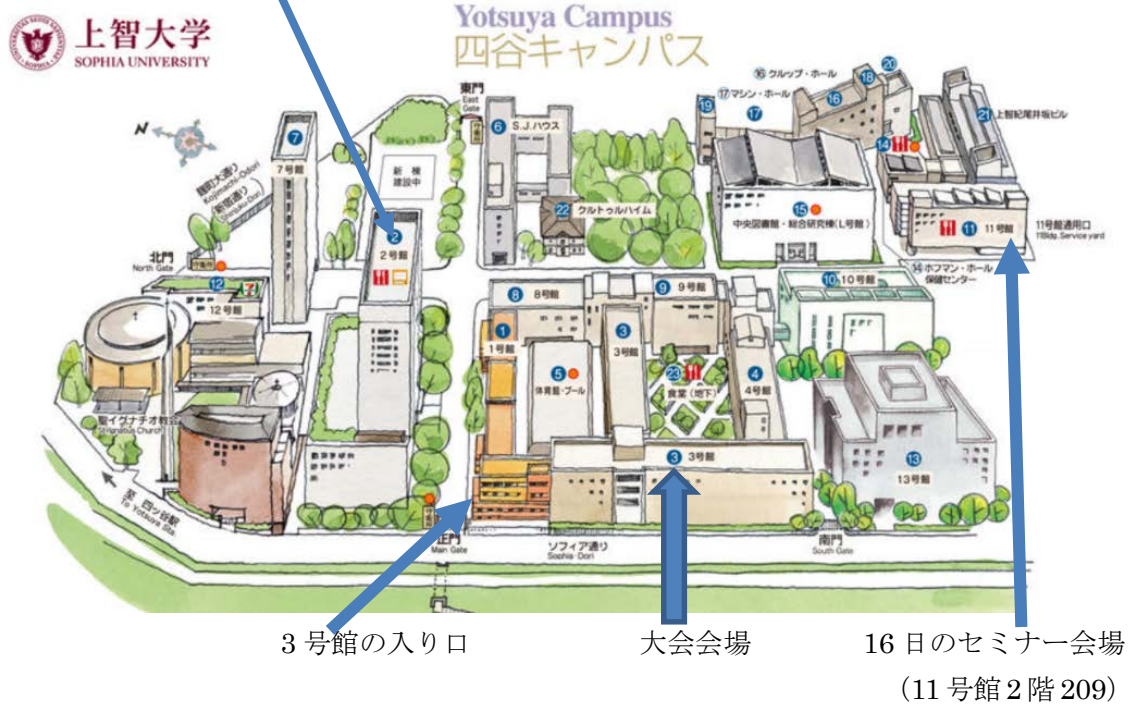 上智大学
SOPHIA UNIVERSITY
Yotsuya Campus
四谷キャンパス
N
東門
East
Gate
⑯クルップ・ホール
⑰マシン・ホール
⑳
⑱
⑯
⑲
⑰
㉑上智紀尾井坂ビル
⑭
⑦
7号館
⑥ S.J.ハウス
新棟
建設中
麹町大通り
Kojimachi-Odori
新宿通り
Shinjuku-Dori
㉒ クルトゥルハイム
⑮
中央図書館・総合研究棟(L号館)
②
2号館
⑪ 11号館
11号館通用口
11Bldg. Service yard
北門
North Gate
⑫
12号館
⑭ホフマン・ホール
保健センター
⑧ 8号館
⑨ 9号館
⑩ 10号館
①
1号館
③
3号館
⑤
体育館・プール
㉓
食堂(地下)
④
4号館
聖イグナチオ教会
St.Ignatius Church
③ 3号館
⑬
13号館
至 四ッ谷駅
To Yotsuya Sta.
正門
Main Gate
ソフィア通り
Sophia-Dori
南門
South Gate
3 号館の入り口
大会会場
16 日のセミナー会場
（11 号館 2 階 209）